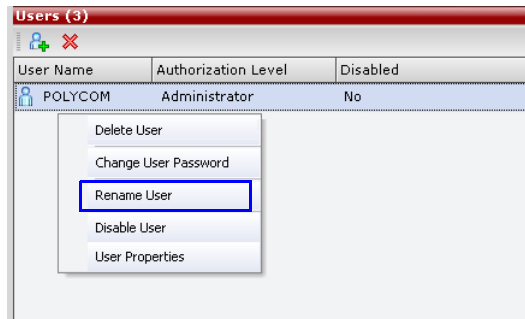 Users (3)
User Name Authorization Level Disabled
POLYCOM Administrator No
Delete User
Change User Password
Rename User
Disable User
User Properties